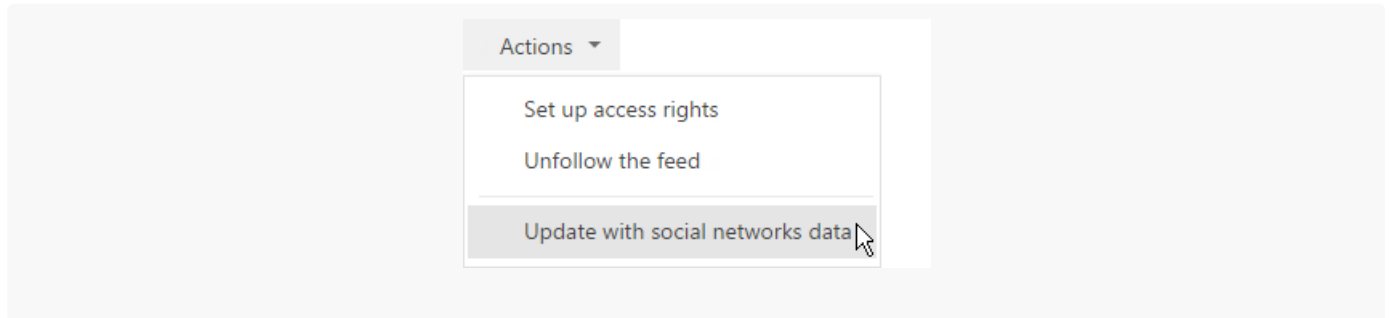 Actions
Set up access rights
Unfollow the feed
Update with social networks data